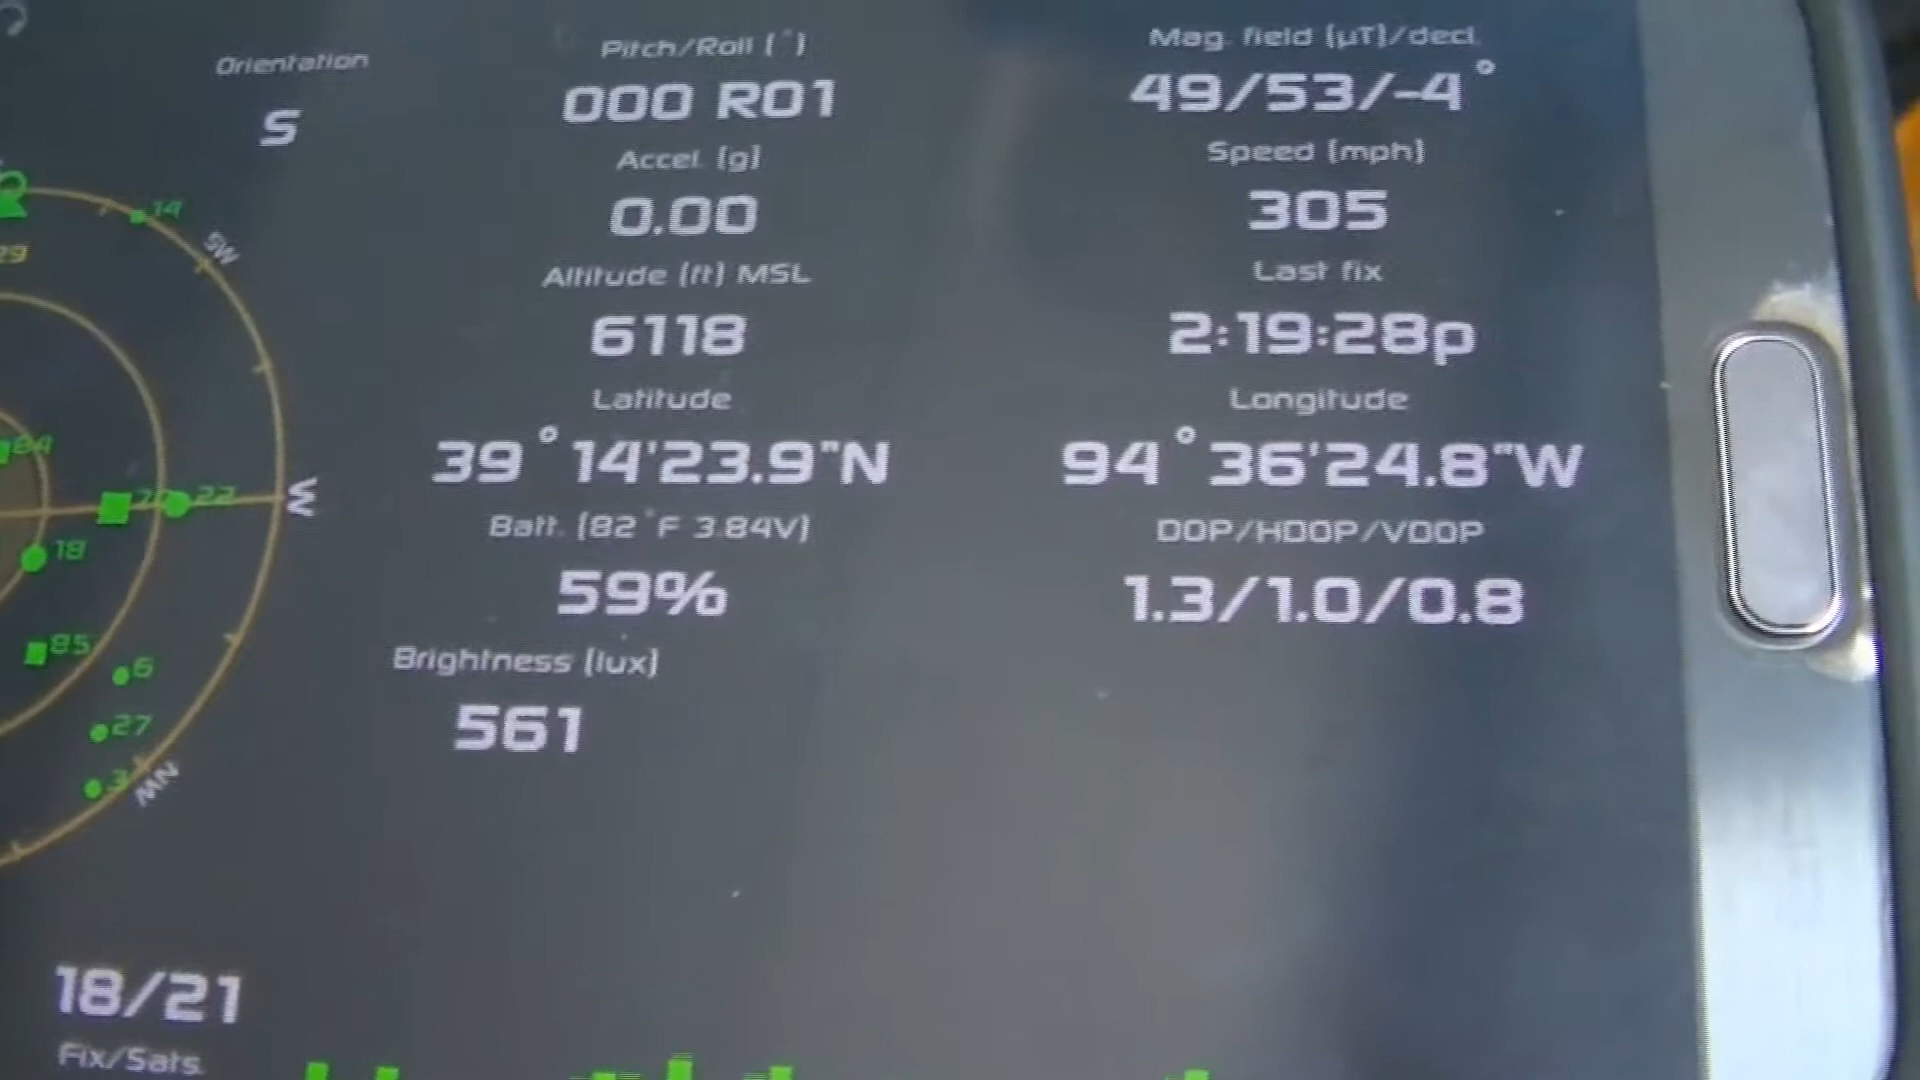 Orientation
S
Pitch/Roll (°)
000 R01
Accel. (g)
0.00
Altitude (ft) MSL
6118
Latitude
39°14'23.9"N
Batt. (82°F 3.84V)
59%
Brightness (lux)
561
Mag. field (µT)/decl.
49/53/-4°
Speed (mph)
305
Last fix
2:19:28p
Longitude
94°36'24.8"W
DOP/HDOP/VDOP
1.3/1.0/0.8
14
SW
29
84
22
W
18
85
6
27
3
NW
18/21
Fix/Sats.